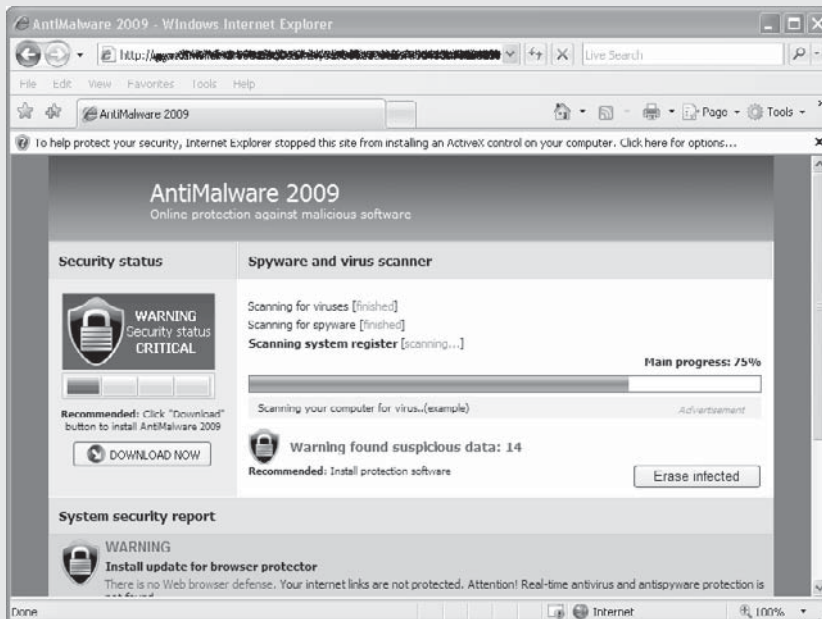 AntiMalware 2009 - Windows Internet Explorer
http://
Live Search
File Edit View Favorites Tools Help
AntiMalware 2009
Page Tools
To help protect your security, Internet Explorer stopped this site from installing an ActiveX control on your computer. Click here for options...
AntiMalware 2009
Online protection against malicious software
Security status
WARNING
Security status
CRITICAL
Recommended: Click "Download"
button to install AntiMalware 2009
DOWNLOAD NOW
Spyware and virus scanner
Scanning for viruses [finished]
Scanning for spyware [finished]
Scanning system register [scanning...]
Main progress: 75%
Scanning your computer for virus..(example)
Advertisement
Warning found suspicious data: 14
Recommended: Install protection software
Erase infected
System security report
WARNING
Install update for browser protector
There is no Web browser defense. Your internet links are not protected. Attention! Real-time antivirus and antispyware protection is
not found
Done
Internet
100%